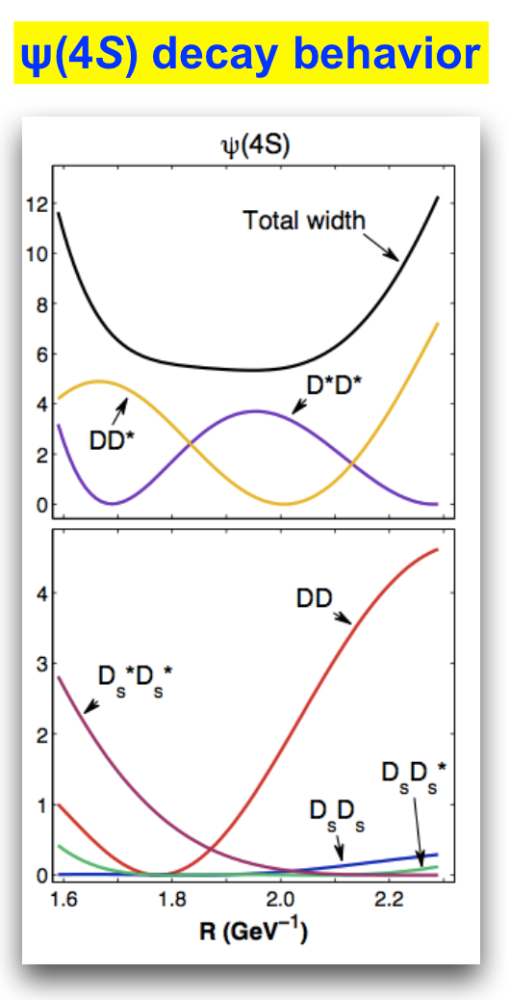 ψ(4S) decay behavior
ψ(4S)
12
Total width
10
8
6
D*D*
4
DD*
2
0
4
DD
3
Ds*Ds*
2
DsDs*
1
DsDs
0
1.6 1.8 2.0 2.2
R (GeV⁻¹)